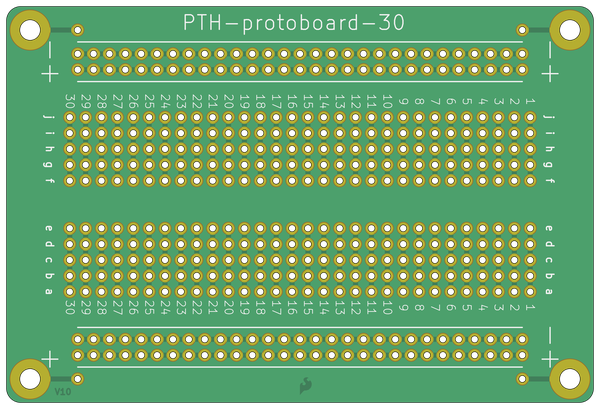 PTH-protoboard-30
− −
+ +
30 29 28 27 26 25 24 23 22 21 20 19 18 17 16 15 14 13 12 11 10 9 8 7 6 5 4 3 2 1
j j
i i
h h
g g
f f
e e
d d
c c
b b
a a
30 29 28 27 26 25 24 23 22 21 20 19 18 17 16 15 14 13 12 11 10 9 8 7 6 5 4 3 2 1
− −
+ +
V10